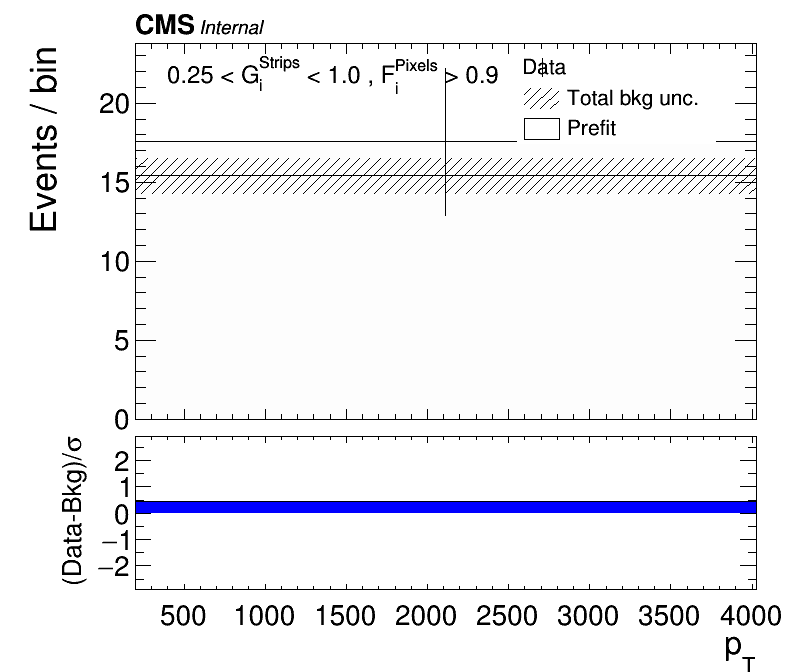 CMS Internal
0.25 < G_i^Strips < 1.0 , F_i^Pixels > 0.9
Data
Total bkg unc.
Prefit
Events / bin
20
15
10
5
0
(Data-Bkg)/σ
2
1
0
−1
−2
500 1000 1500 2000 2500 3000 3500 4000
p_T